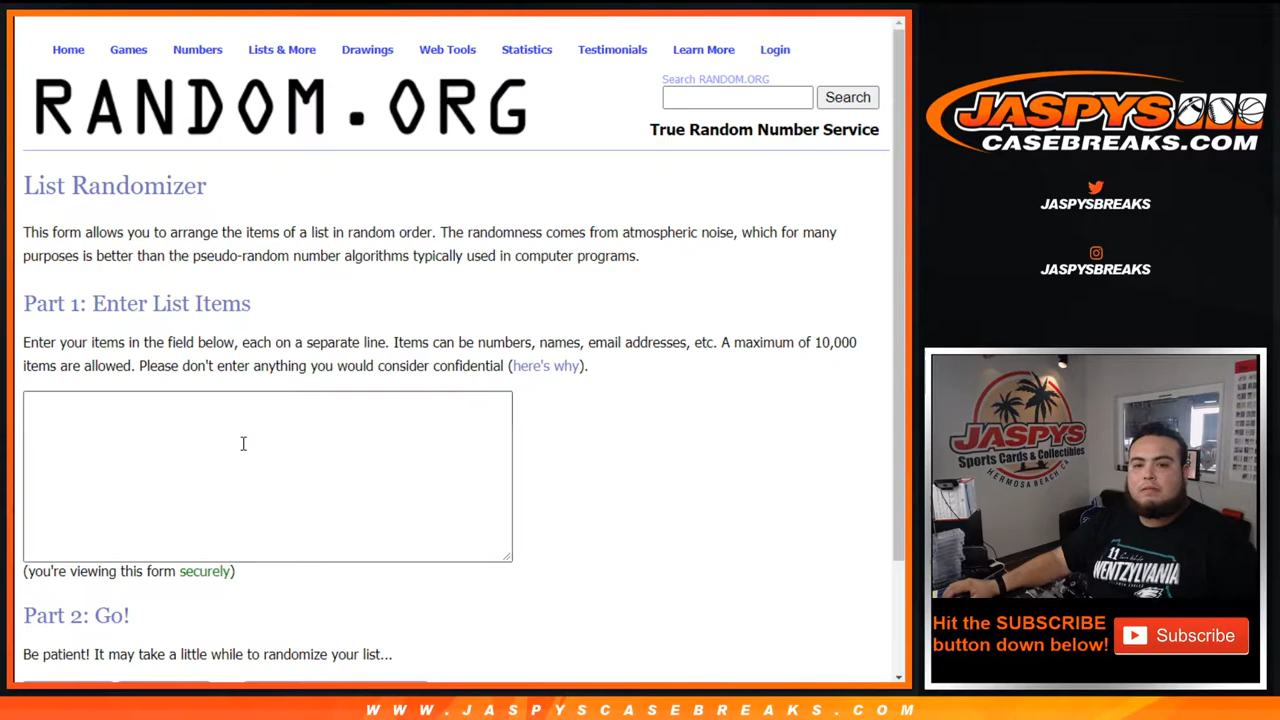 Home Games Numbers Lists & More Drawings Web Tools Statistics Testimonials Learn More Login
RANDOM.ORG
Search RANDOM.ORG
Search
True Random Number Service
List Randomizer
This form allows you to arrange the items of a list in random order. The randomness comes from atmospheric noise, which for many
purposes is better than the pseudo-random number algorithms typically used in computer programs.
Part 1: Enter List Items
Enter your items in the field below, each on a separate line. Items can be numbers, names, email addresses, etc. A maximum of 10,000
items are allowed. Please don't enter anything you would consider confidential (here's why).
(you're viewing this form securely)
Part 2: Go!
Be patient! It may take a little while to randomize your list...
JASPYS
CASEBREAKS.COM
JASPYSBREAKS
JASPYSBREAKS
JASPYS
Sports Cards & Collectibles
HERMOSA BEACH, CA
11
WENTZYLVANIA
Hit the SUBSCRIBE
button down below!
Subscribe
WWW.JASPYSCASEBREAKS.COM